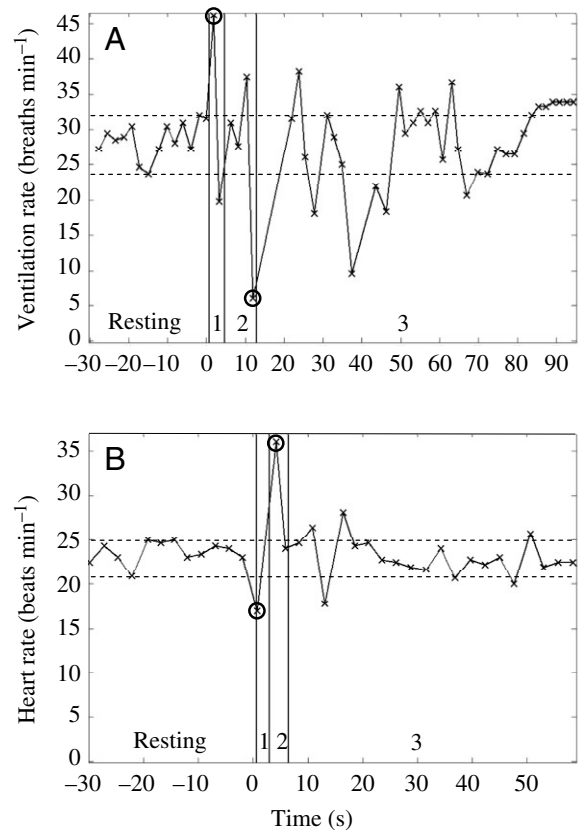 A
Ventilation rate (breaths min⁻¹)
45
40
35
30
25
20
15
10
5
0
Resting 1 2 3
−30 −20 −10 0 10 20 30 40 50 60 70 80 90
B
Heart rate (beats min⁻¹)
35
30
25
20
15
10
5
0
Resting 1 2 3
−30 −20 −10 0 10 20 30 40 50
Time (s)